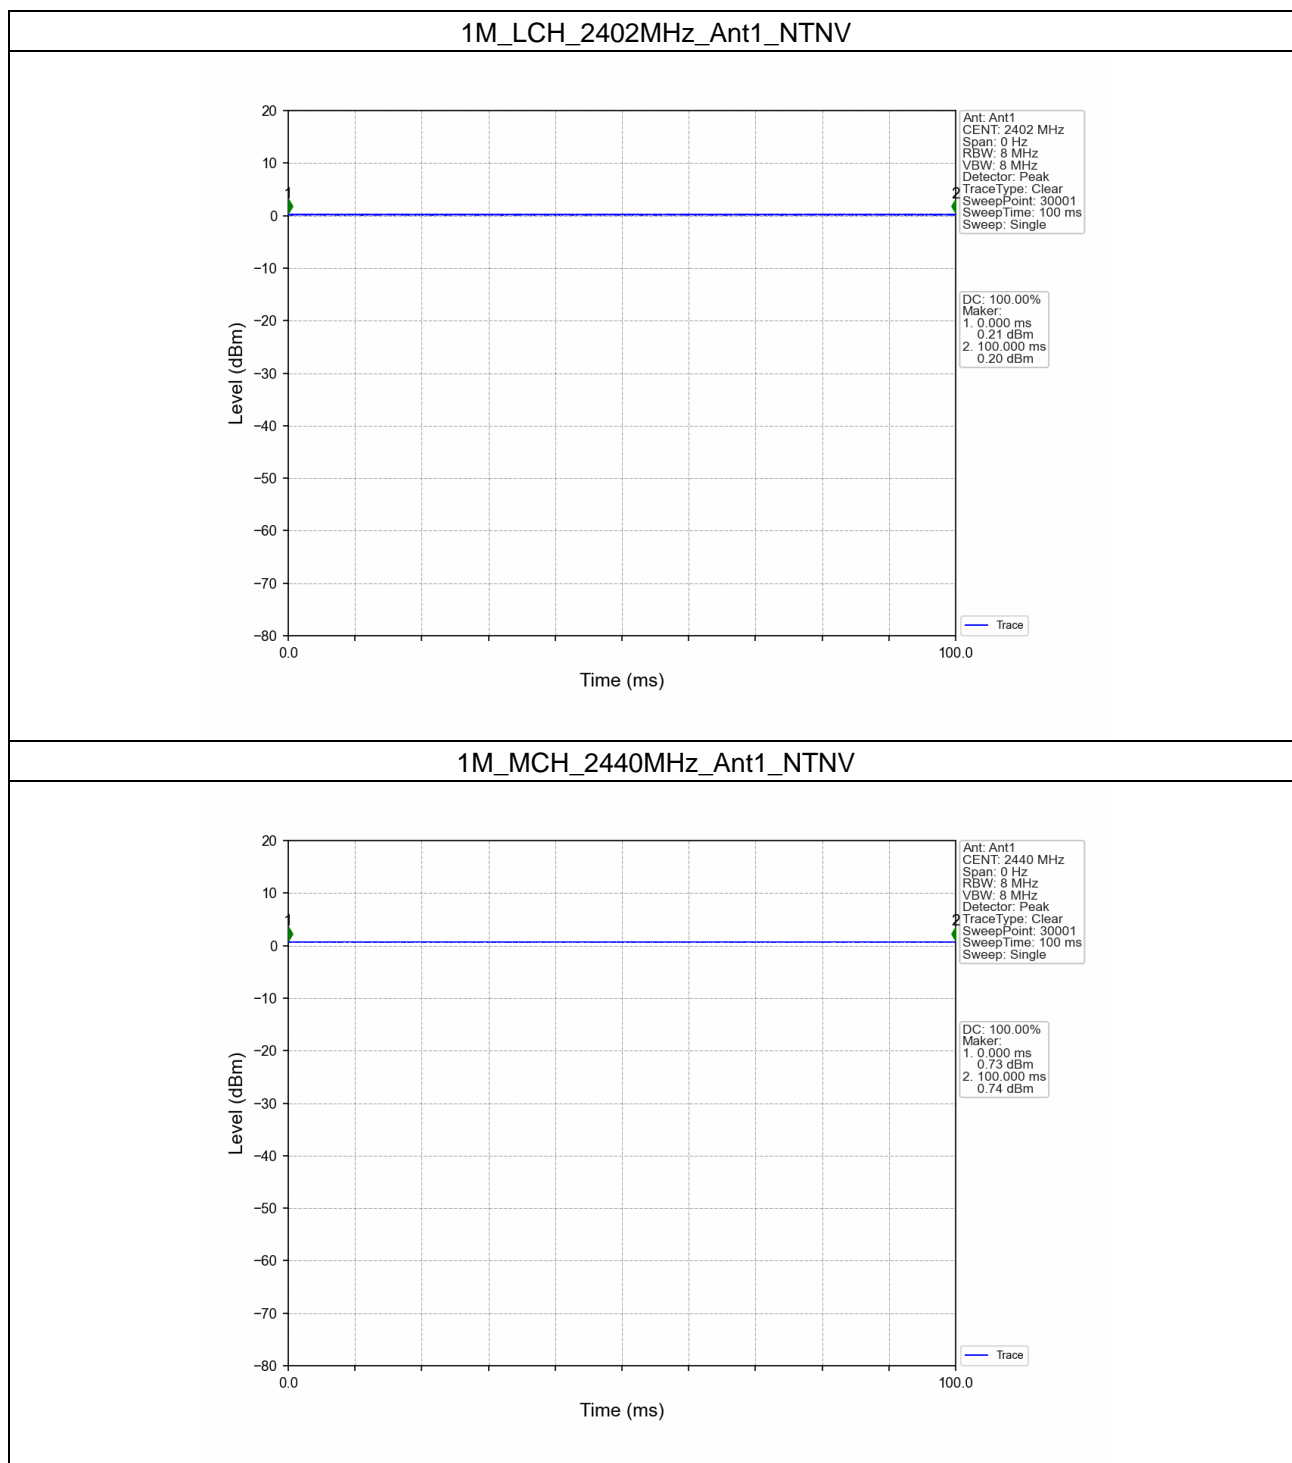 1M_LCH_2402MHz_Ant1_NTNV
20
10
0
−10
−20
−30
−40
−50
−60
−70
−80
Level (dBm)
1
2
0.0
100.0
Time (ms)
Ant: Ant1
CENT: 2402 MHz
Span: 0 Hz
RBW: 8 MHz
VBW: 8 MHz
Detector: Peak
TraceType: Clear
SweepPoint: 30001
SweepTime: 100 ms
Sweep: Single
DC: 100.00%
Maker:
1. 0.000 ms
0.21 dBm
2. 100.000 ms
0.20 dBm
Trace
1M_MCH_2440MHz_Ant1_NTNV
20
10
0
−10
−20
−30
−40
−50
−60
−70
−80
Level (dBm)
1
2
0.0
100.0
Time (ms)
Ant: Ant1
CENT: 2440 MHz
Span: 0 Hz
RBW: 8 MHz
VBW: 8 MHz
Detector: Peak
TraceType: Clear
SweepPoint: 30001
SweepTime: 100 ms
Sweep: Single
DC: 100.00%
Maker:
1. 0.000 ms
0.73 dBm
2. 100.000 ms
0.74 dBm
Trace